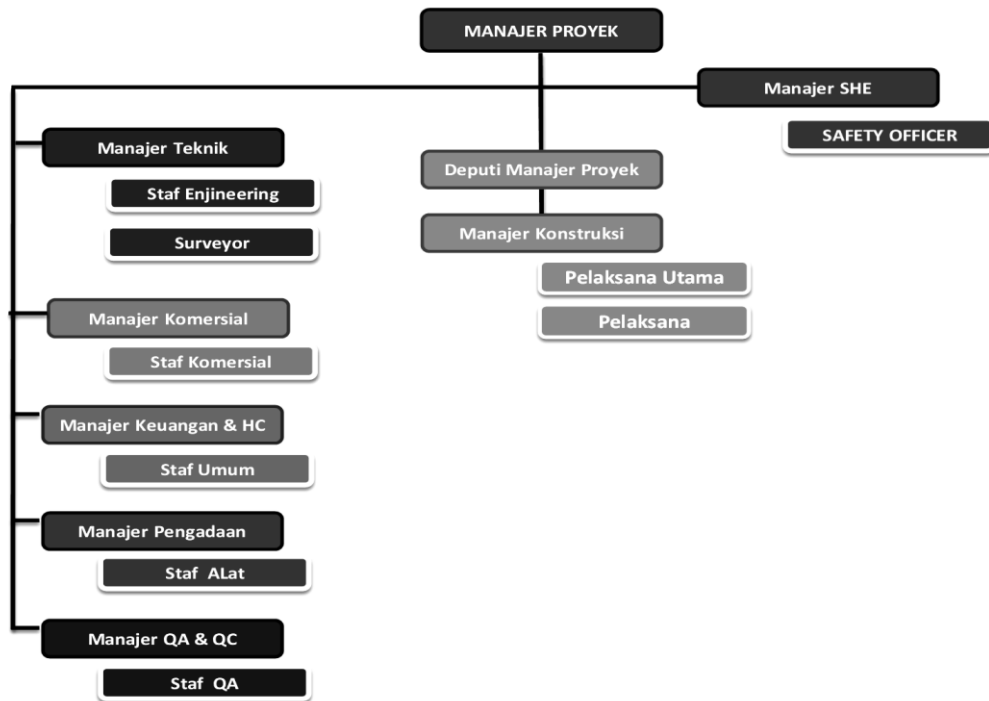 MANAJER PROYEK
Manajer SHE
SAFETY OFFICER
Manajer Teknik
Staf Enjineering
Surveyor
Deputi Manajer Proyek
Manajer Konstruksi
Pelaksana Utama
Pelaksana
Manajer Komersial
Staf Komersial
Manajer Keuangan & HC
Staf Umum
Manajer Pengadaan
Staf ALat
Manajer QA & QC
Staf QA